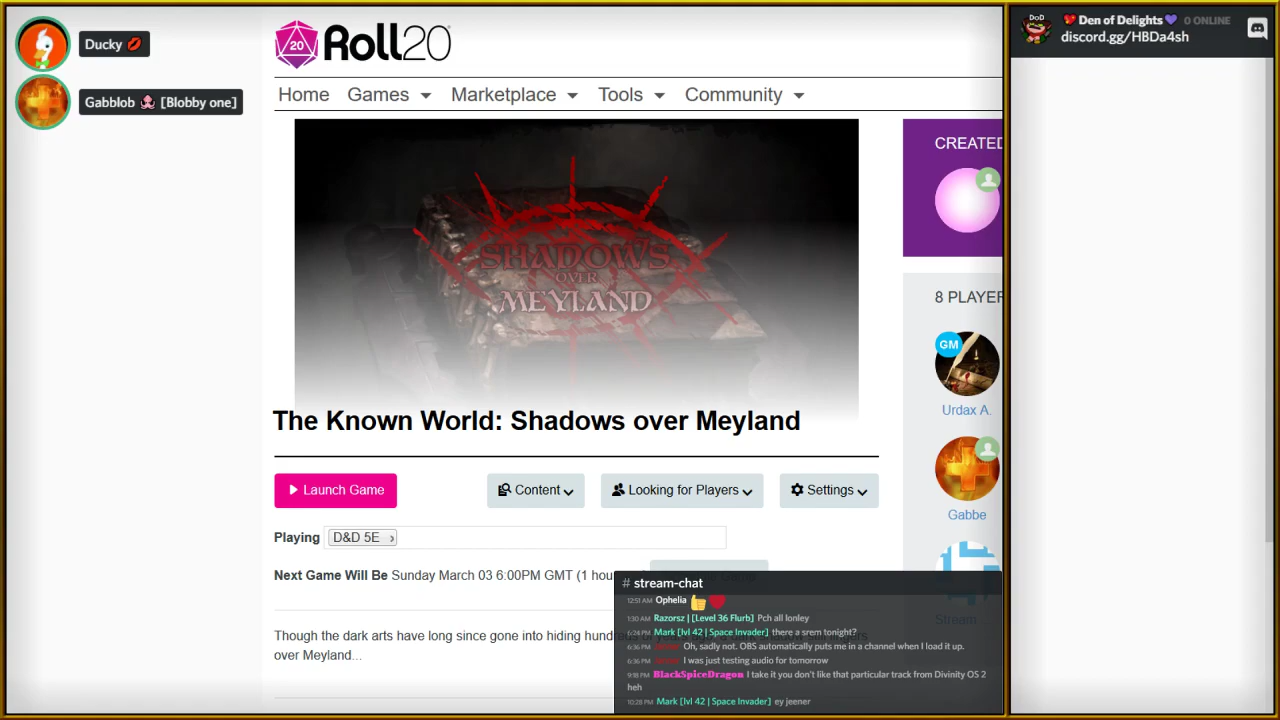 Ducky
Gabblob [Blobby one]
20 Roll20
Home Games Marketplace Tools Community
SHADOWS
OVER
MEYLAND
The Known World: Shadows over Meyland
Launch Game Content Looking for Players Settings
Playing D&D 5E
Next Game Will Be Sunday March 03 6:00PM GMT (1 hou
Though the dark arts have long since gone into hiding hundreds
over Meyland...
CREATED
8 PLAYER
GM
Urdax A.
Gabbe
Stream
# stream-chat
12:51 AM Ophelia
1:30 AM Razorsz | [Level 36 Flurb] Pch all lonley
6:24 PM Mark [lvl 42 | Space Invader] there a srem tonight?
6:36 PM Oh, sadly not. OBS automatically puts me in a channel when I load it up.
6:36 PM I was just testing audio for tomorrow
9:18 PM BlackSpiceDragon I take it you don't like that particular track from Divinity OS 2
heh
10:28 PM Mark [lvl 42 | Space Invader] ey jeener
DoD Den of Delights 0 ONLINE
discord.gg/HBDa4sh